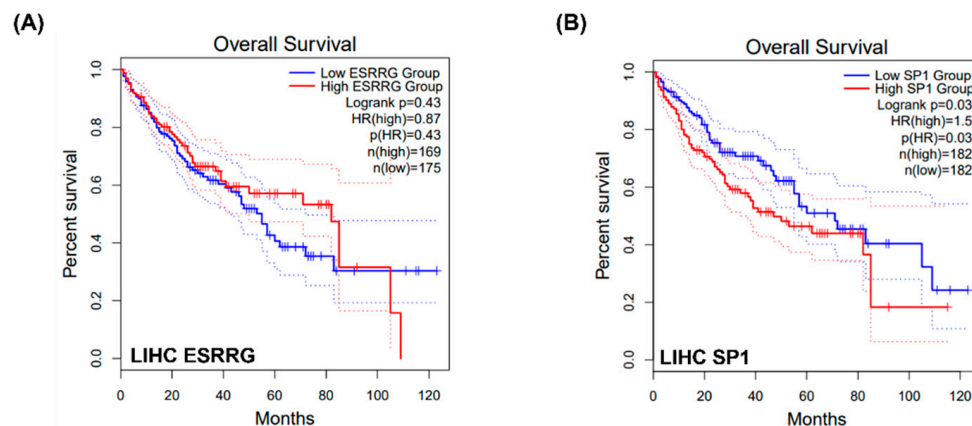 (A)
Overall Survival
Low ESRRG Group
High ESRRG Group
Logrank p=0.43
HR(high)=0.87
p(HR)=0.43
n(high)=169
n(low)=175
Percent survival
1.0
0.8
0.6
0.4
0.2
0.0
LIHC ESRRG
0 20 40 60 80 100 120
Months
(B)
Overall Survival
Low SP1 Group
High SP1 Group
Logrank p=0.03
HR(high)=1.5
p(HR)=0.03
n(high)=182
n(low)=182
Percent survival
1.0
0.8
0.6
0.4
0.2
0.0
LIHC SP1
0 20 40 60 80 100 120
Months